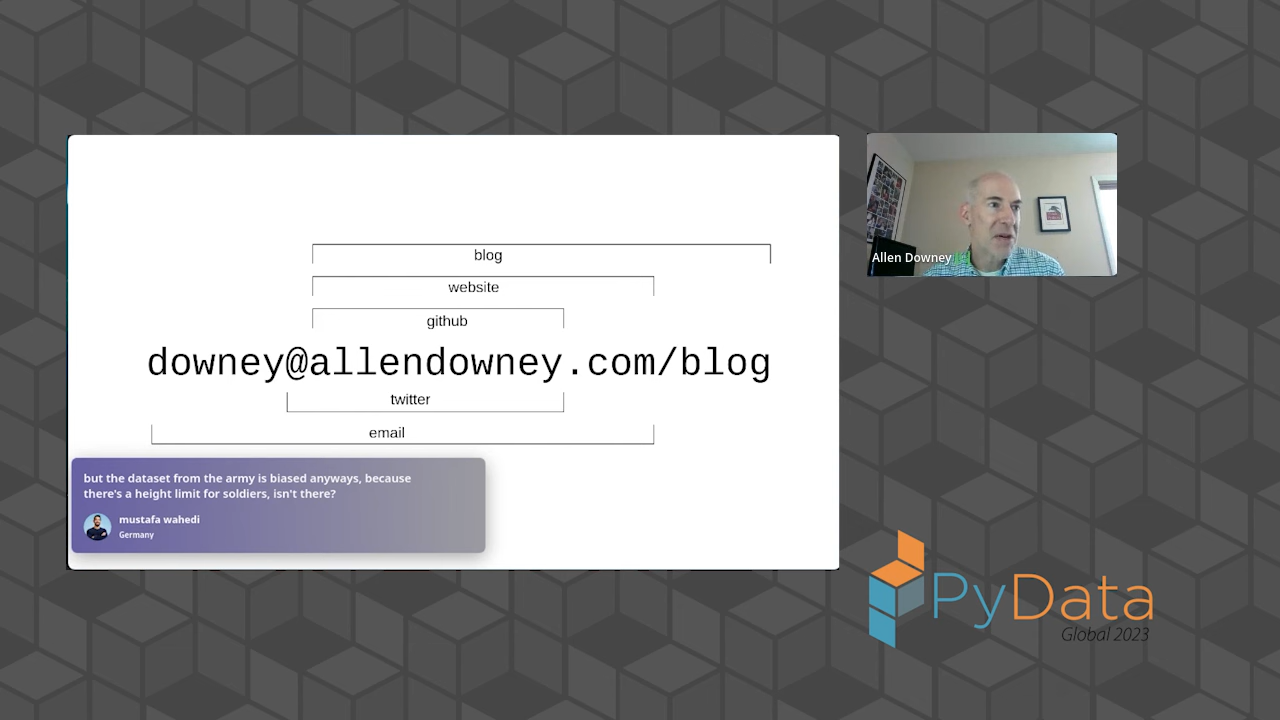 blog
website
github
downey@allendowney.com/blog
twitter
email
but the dataset from the army is biased anyways, because
there's a height limit for soldiers, isn't there?
mustafa wahedi
Germany
Allen Downey
PyData
Global 2023